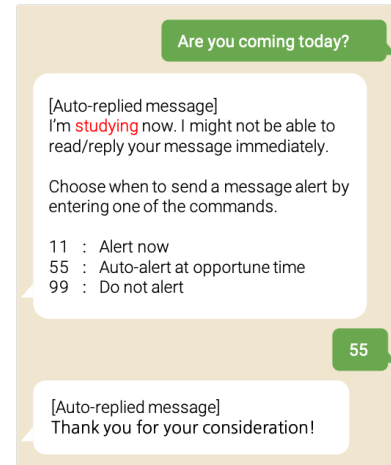 Are you coming today?
[Auto-replied message]
I'm studying now. I might not be able to
read/reply your message immediately.
Choose when to send a message alert by
entering one of the commands.
11 : Alert now
55 : Auto-alert at opportune time
99 : Do not alert
55
[Auto-replied message]
Thank you for your consideration!